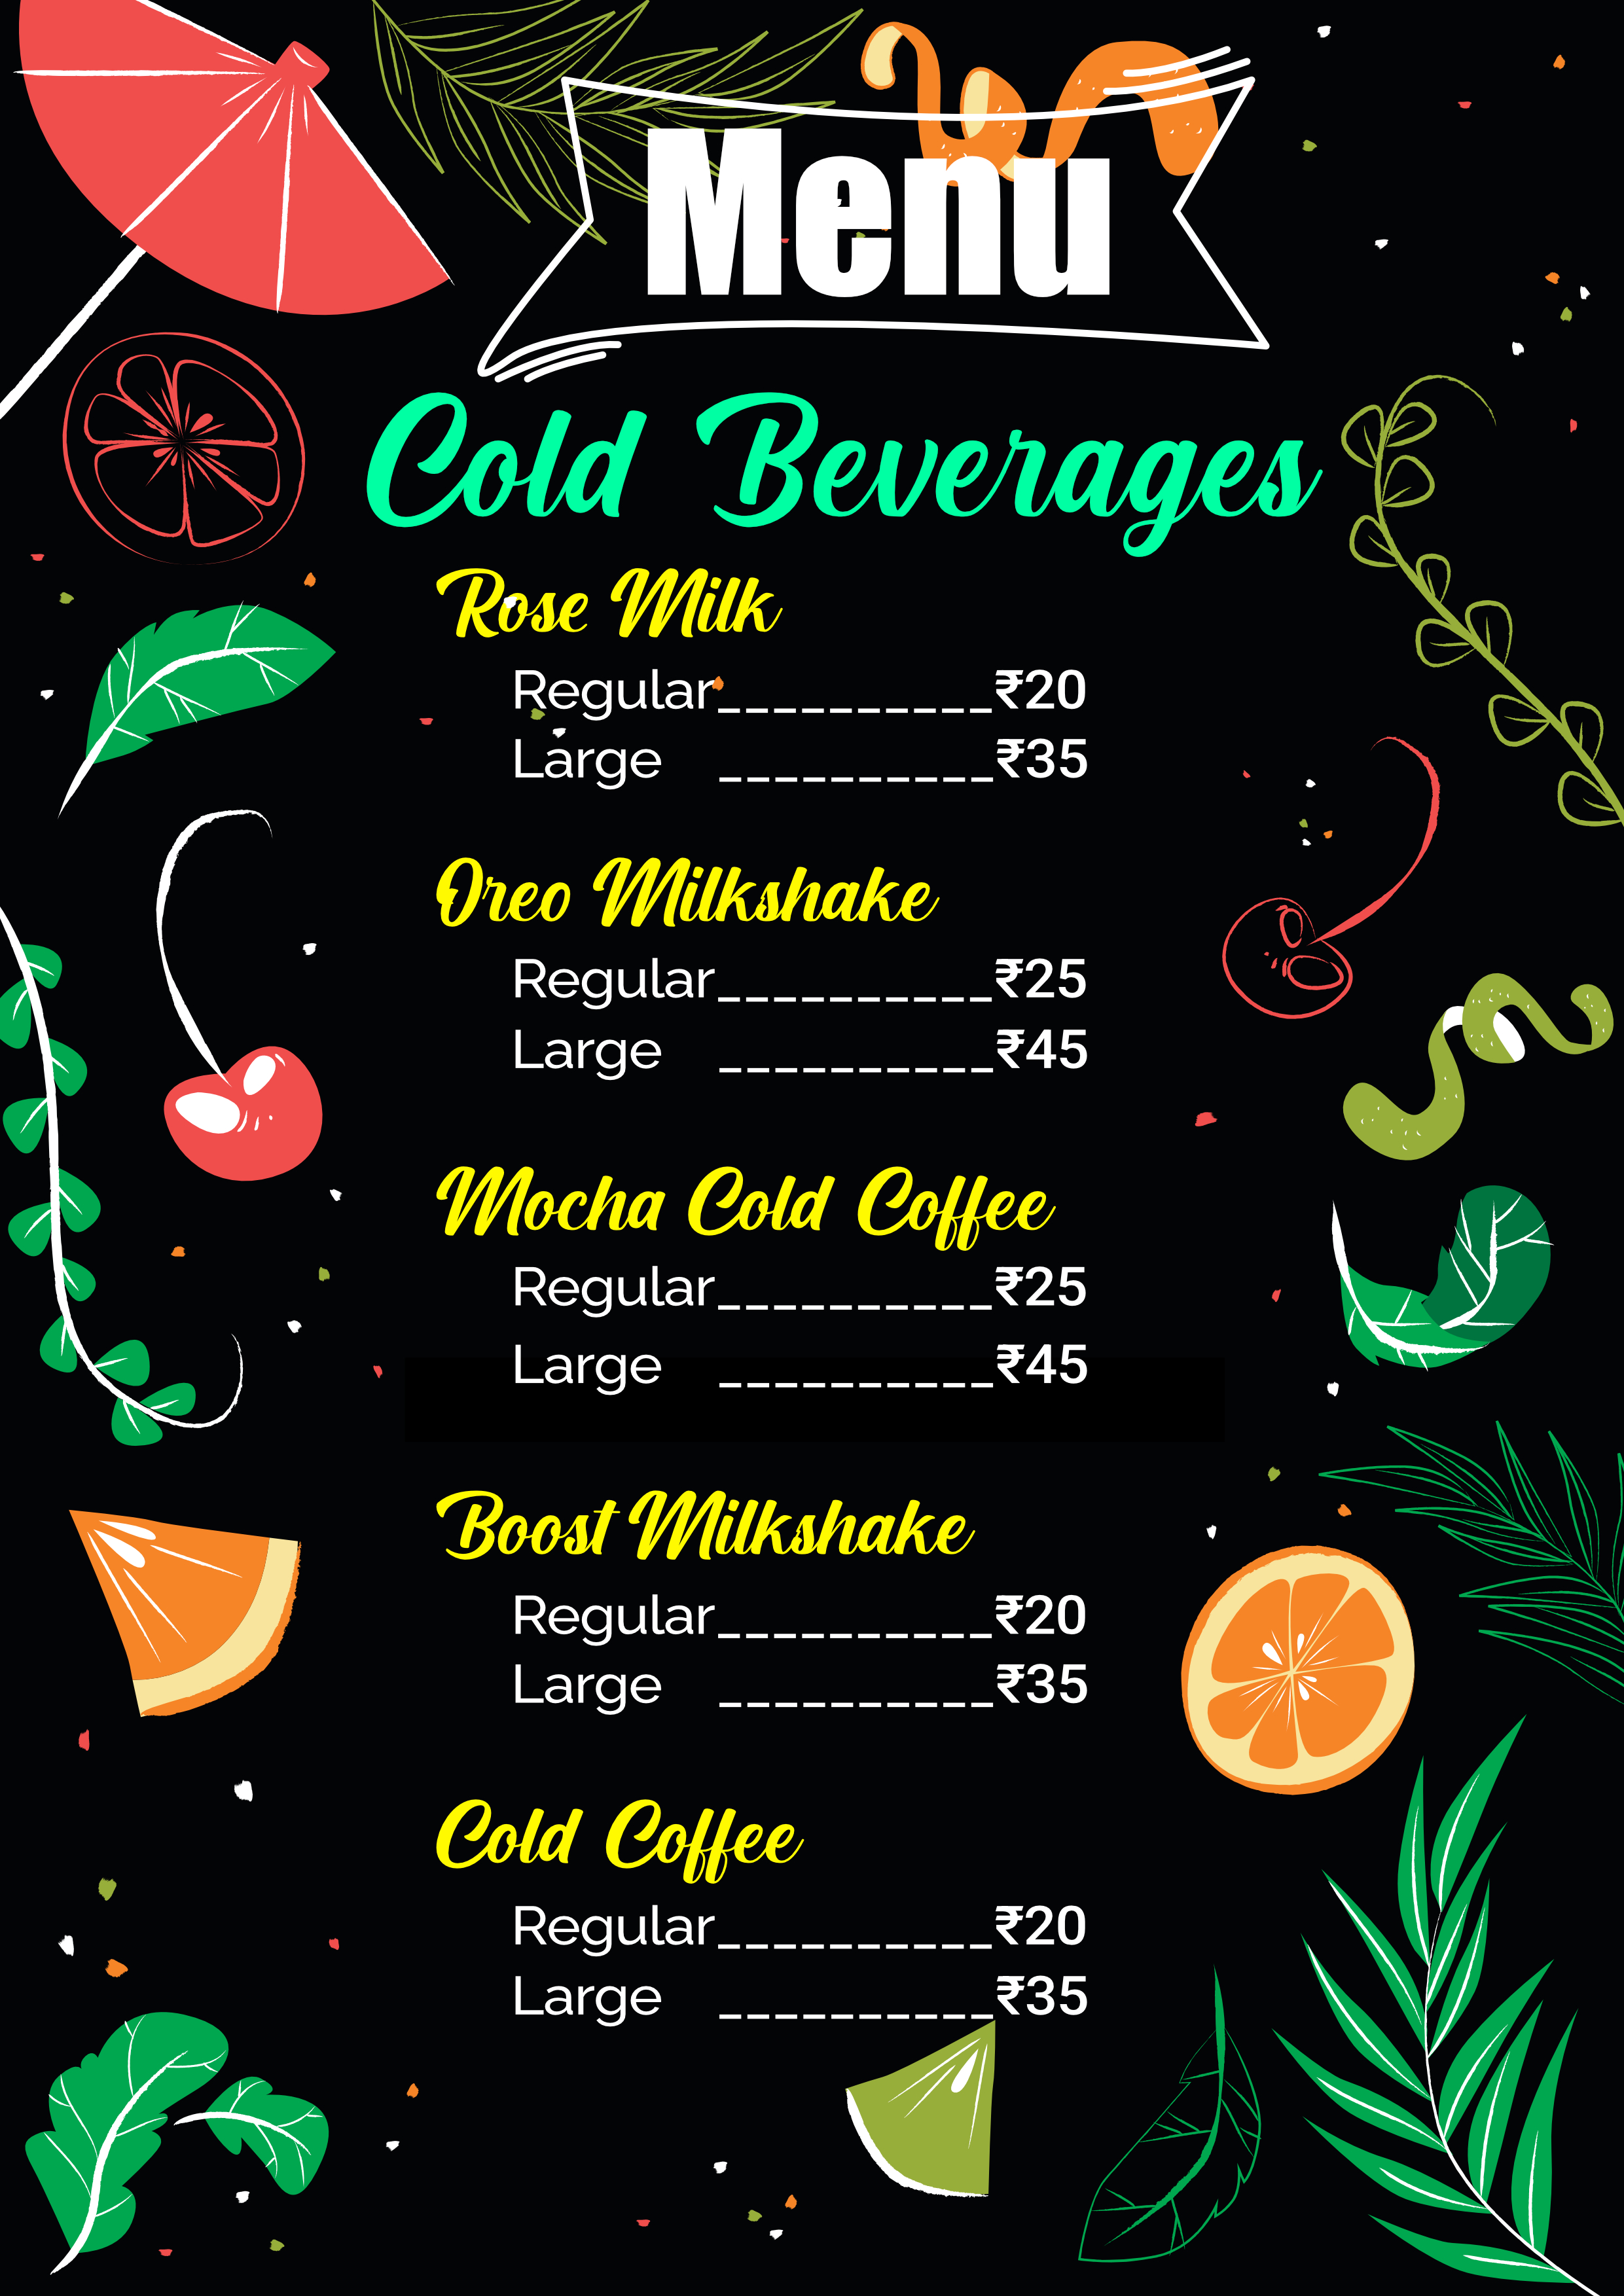 Menu
Cold Beverages
Rose Milk
Regular__________₹20
Large __________₹35
Oreo Milkshake
Regular__________₹25
Large __________₹45
Mocha Cold Coffee
Regular__________₹25
Large __________₹45
Boost Milkshake
Regular__________₹20
Large __________₹35
Cold Coffee
Regular__________₹20
Large __________₹35